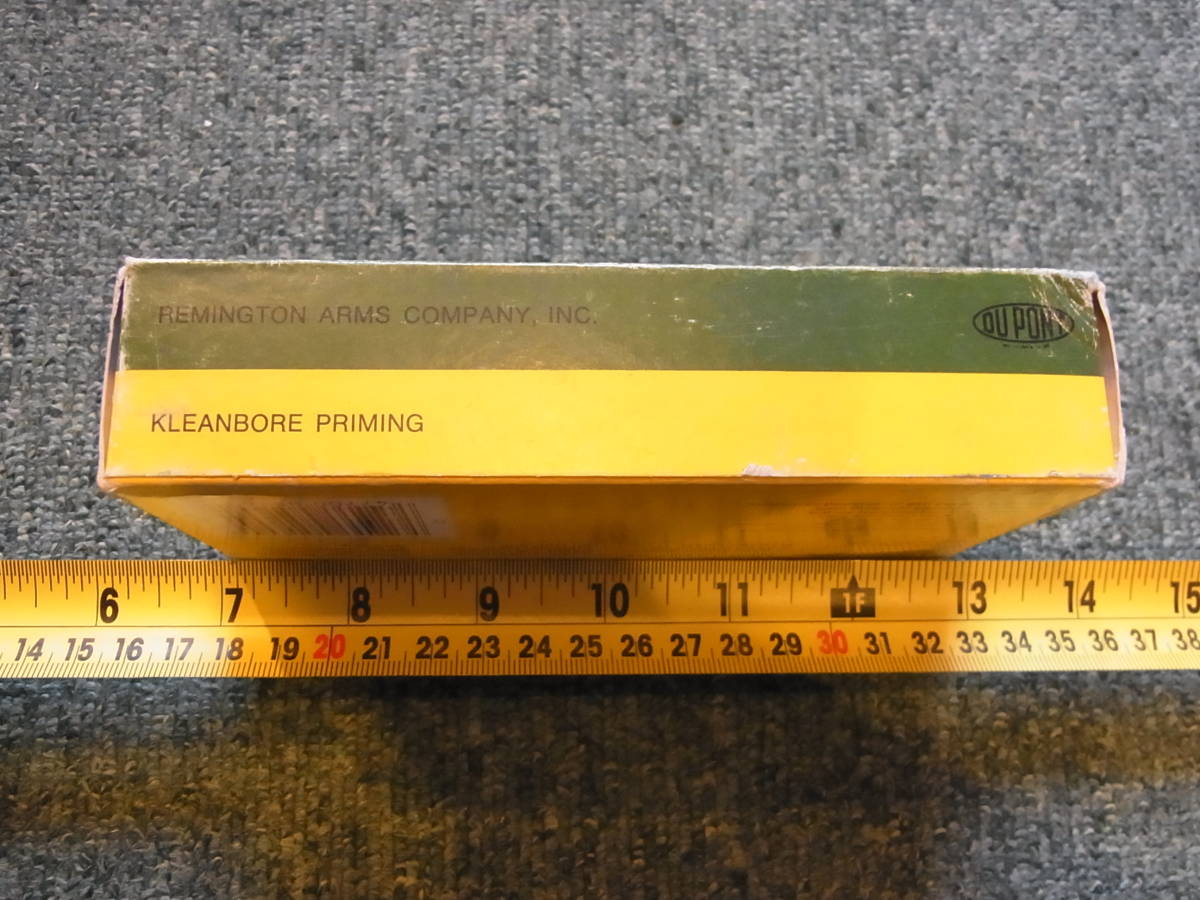 REMINGTON ARMS COMPANY, INC.
DU PONT
KLEANBORE PRIMING
6 7 8 9 10 11 1F 13 14 15
14 15 16 17 18 19 20 21 22 23 24 25 26 27 28 29 30 31 32 33 34 35 36 37 38